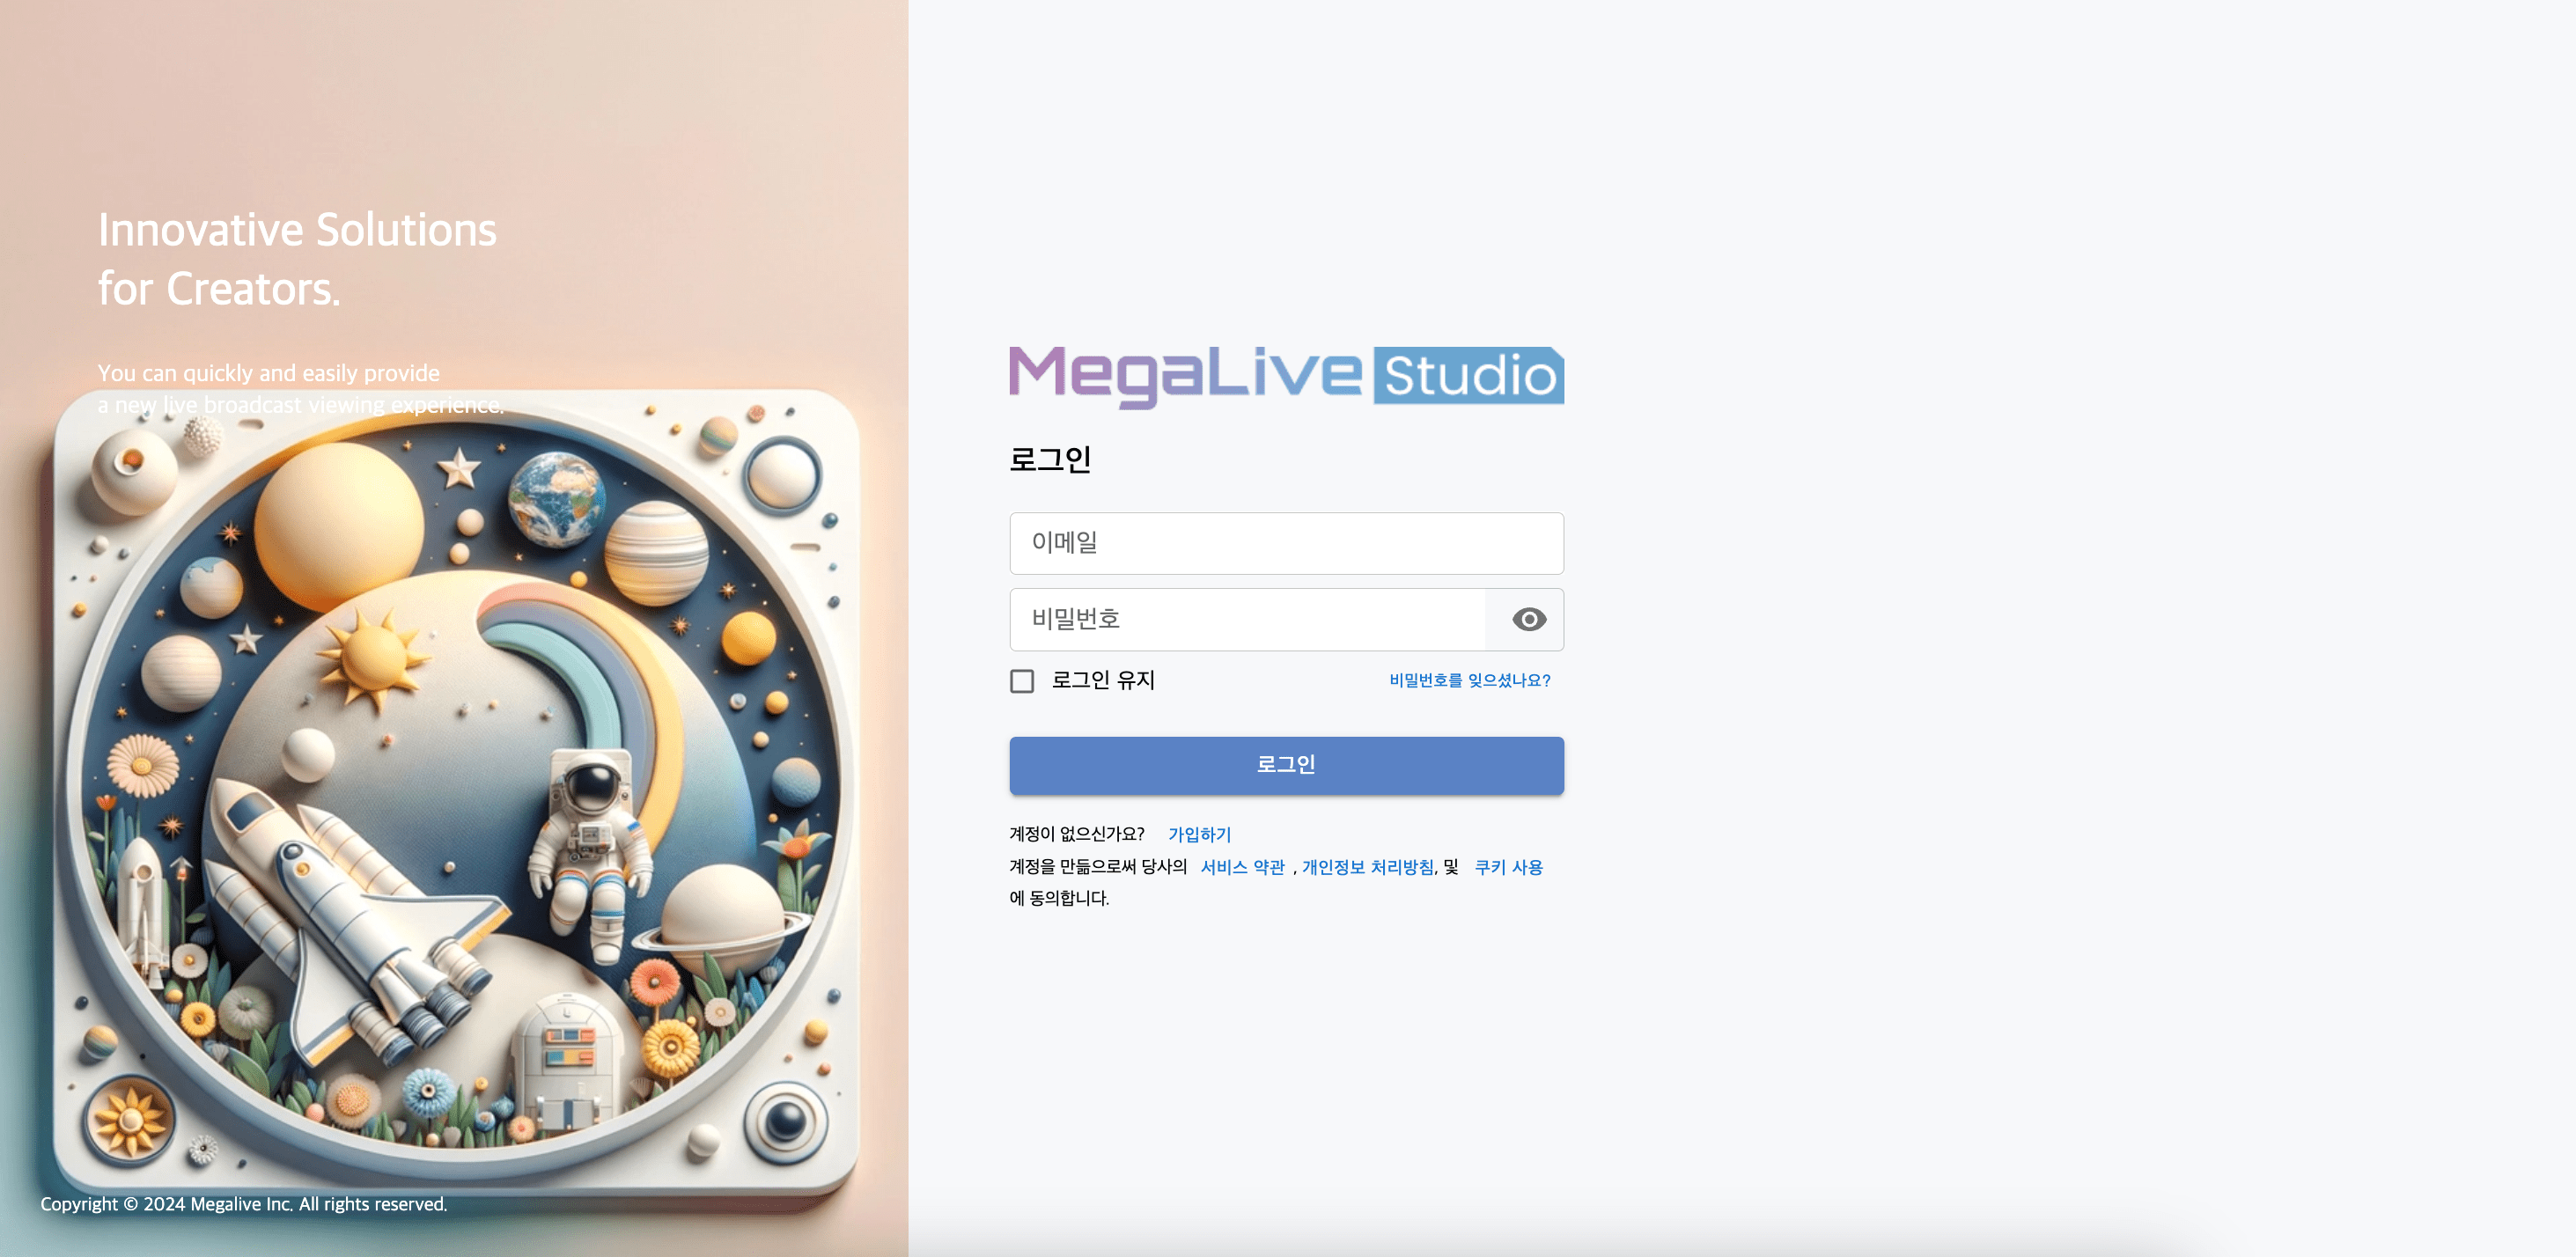 Innovative Solutions
for Creators.
You can quickly and easily provide
a new live broadcast viewing experience.
Copyright © 2024 Megalive Inc. All rights reserved.
MegaLive Studio
로그인
이메일
비밀번호
로그인 유지 비밀번호를 잊으셨나요?
로그인
계정이 없으신가요? 가입하기
계정을 만듦으로써 당사의 서비스 약관 , 개인정보 처리방침, 및 쿠키 사용
에 동의합니다.